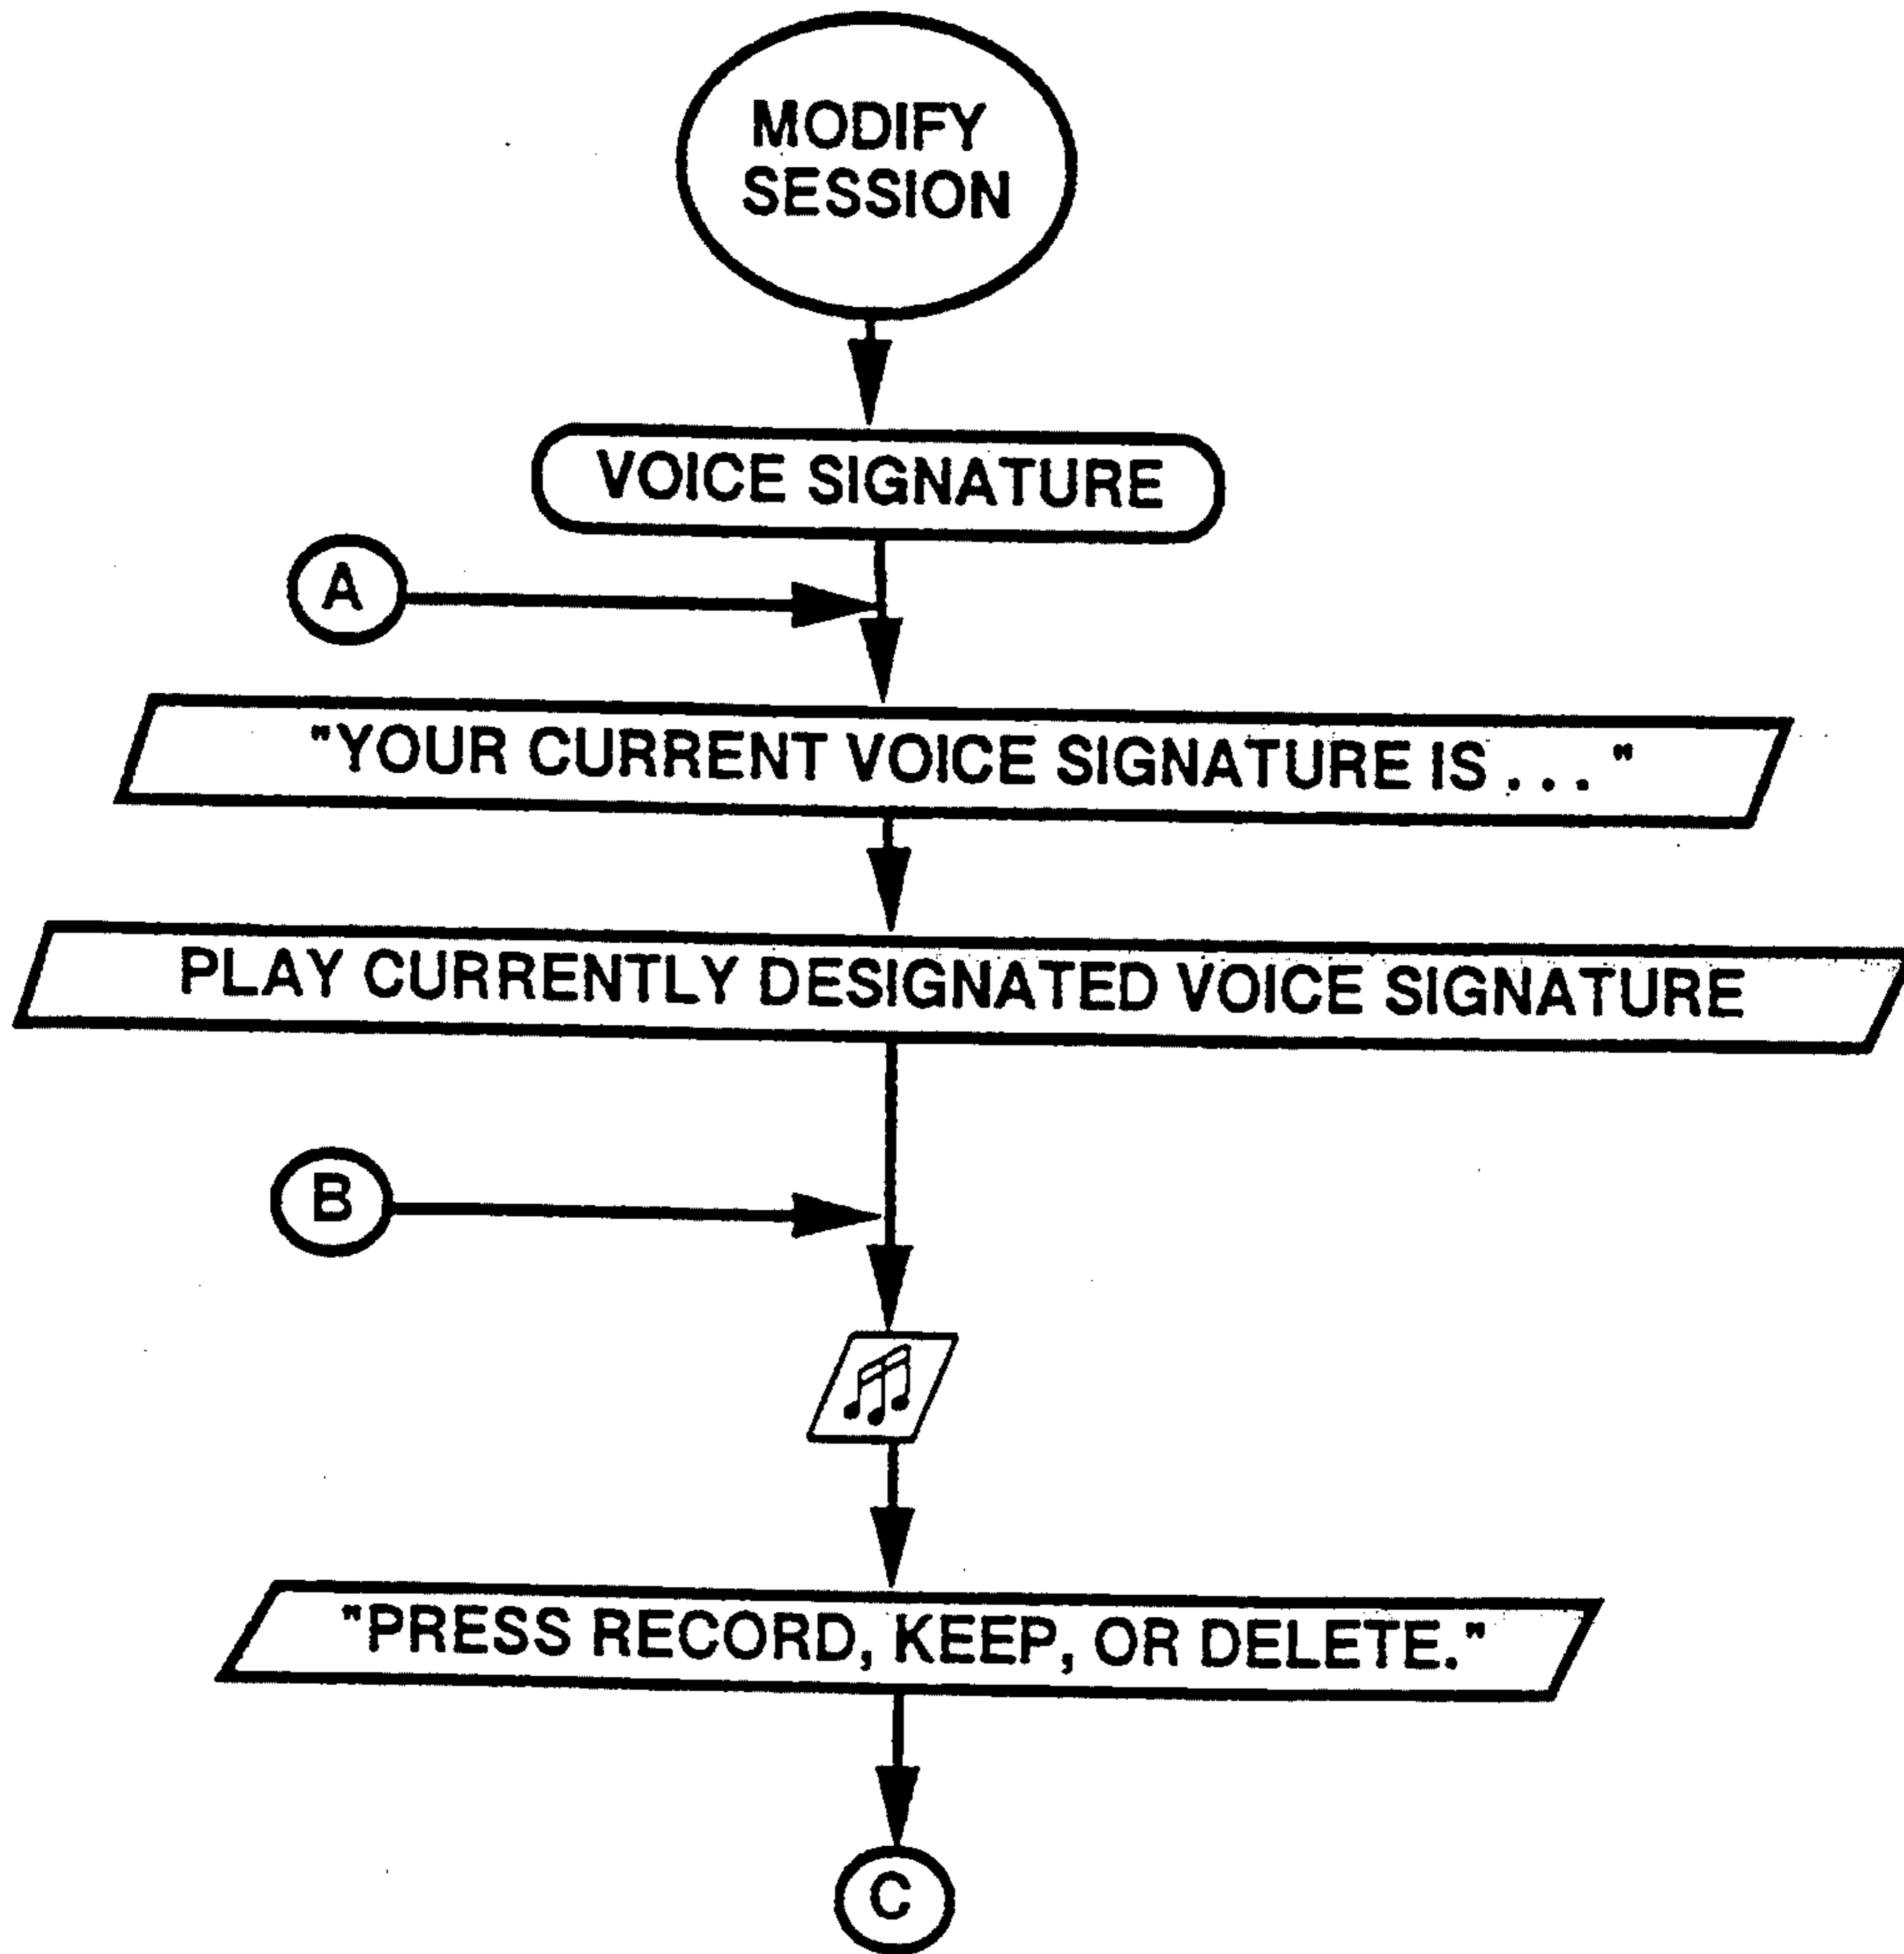 MODIFY
SESSION
VOICE SIGNATURE
A
"YOUR CURRENT VOICE SIGNATURE IS . . . "
PLAY CURRENTLY DESIGNATED VOICE SIGNATURE
B
"PRESS RECORD, KEEP, OR DELETE."
C